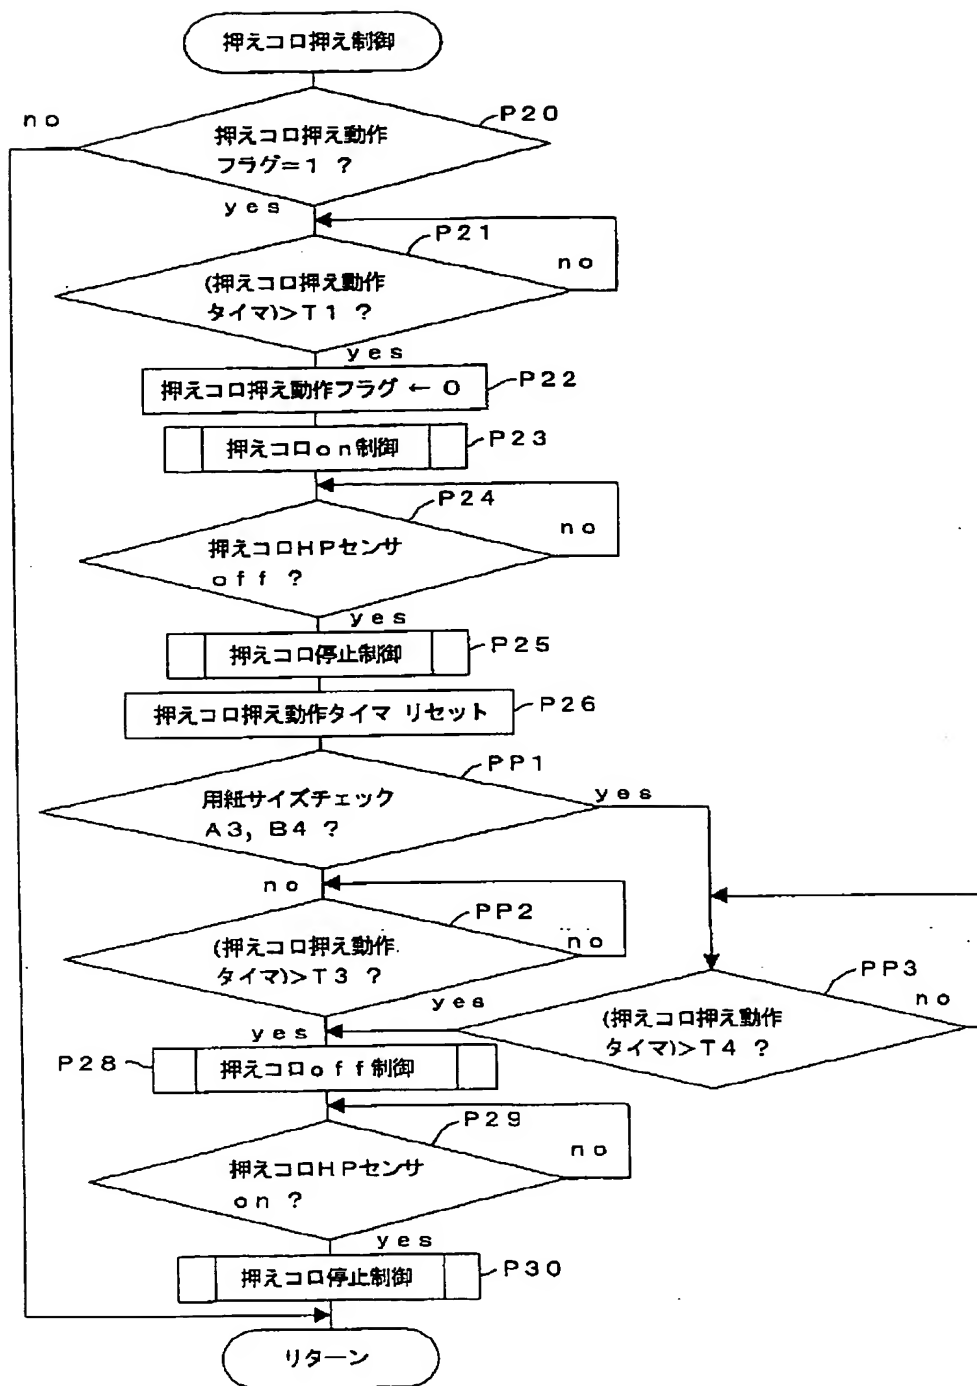 押えコロ押え制御
no
P20
押えコロ押え動作
フラグ=1 ?
yes
P21
no
(押えコロ押え動作
タイマ)>T1 ?
yes
押えコロ押え動作フラグ ← 0
P22
押えコロon制御
P23
P24
no
押えコロHPセンサ
off ?
yes
押えコロ停止制御
P25
押えコロ押え動作タイマ リセット
P26
PP1
yes
用紙サイズチェック
A3, B4 ?
no
PP2
no
(押えコロ押え動作
タイマ)>T3 ?
yes
PP3
no
(押えコロ押え動作
タイマ)>T4 ?
yes
P28
押えコロoff制御
P29
no
押えコロHPセンサ
on ?
yes
押えコロ停止制御
P30
リターン